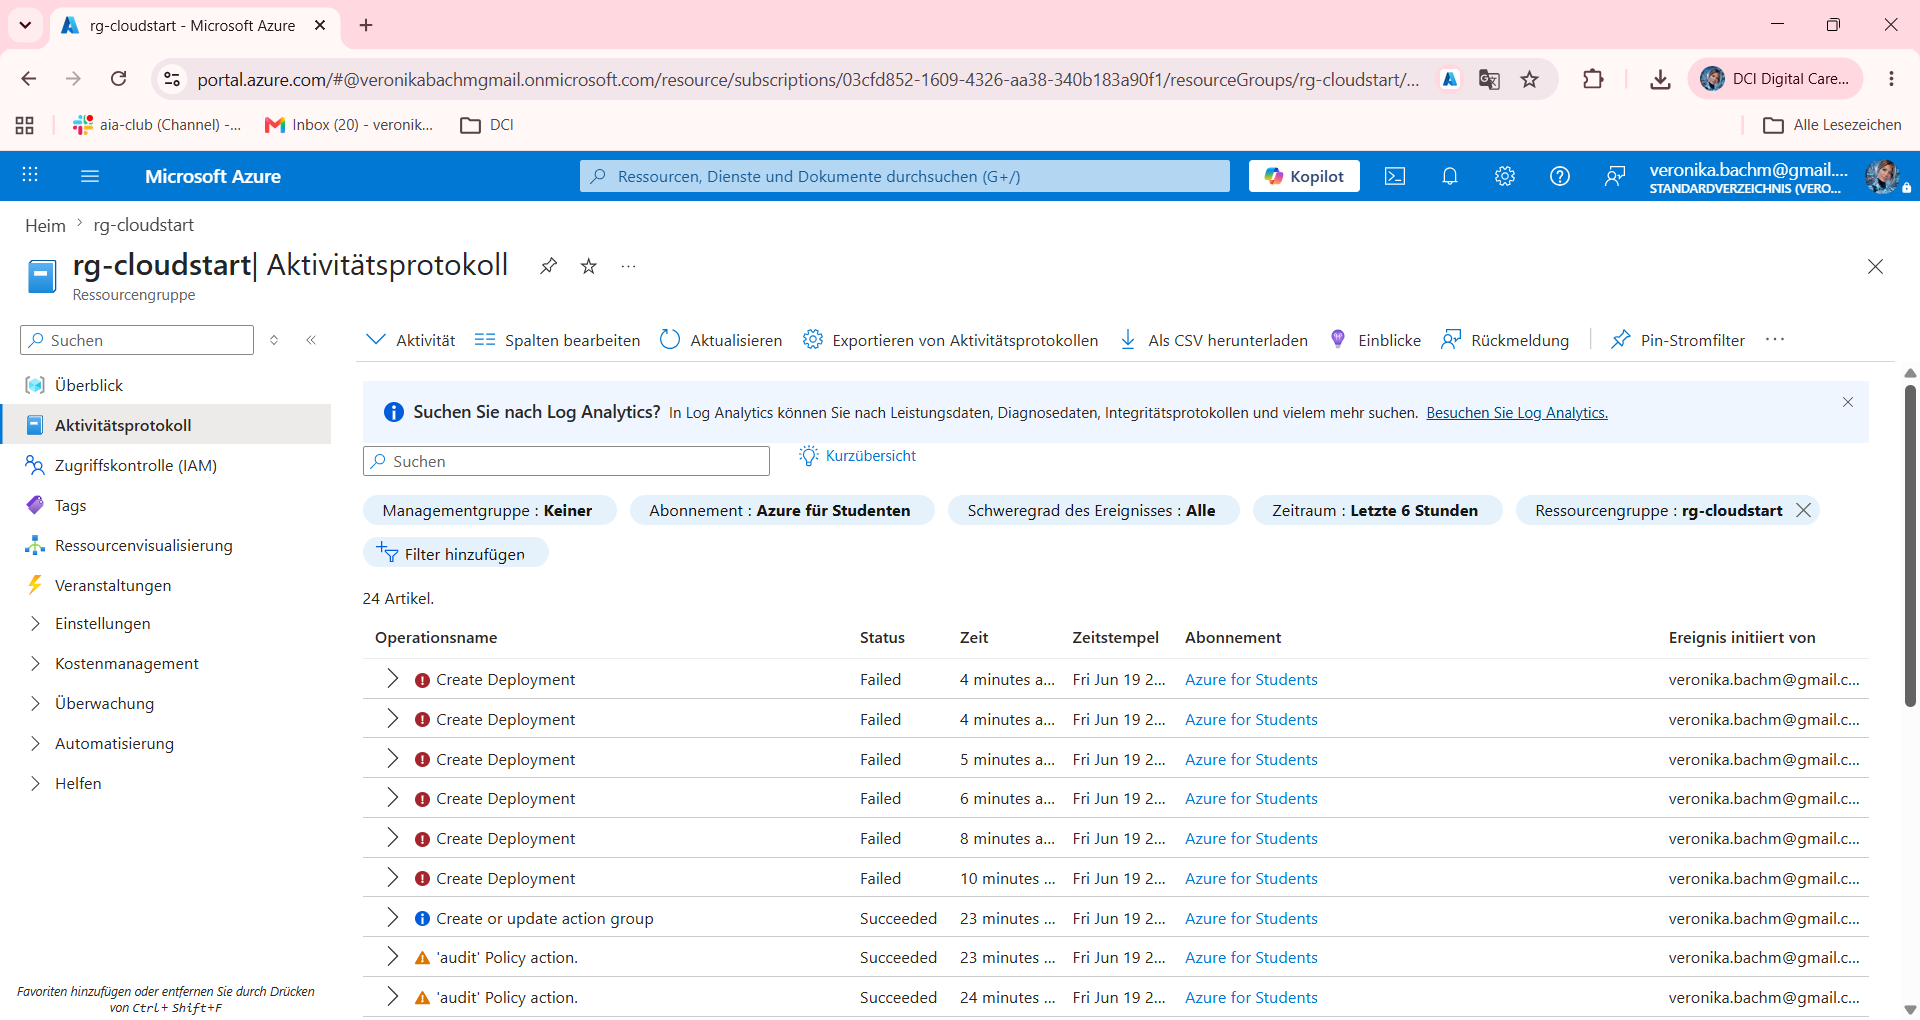 rg-cloudstart - Microsoft Azure
portal.azure.com/#@veronikabachmgmail.onmicrosoft.com/resource/subscriptions/03cfd852-1609-4326-aa38-340b183a90f1/resourceGroups/rg-cloudstart/...
DCI Digital Care...
aia-club (Channel) -...
Inbox (20) - veronik...
DCI
Alle Lesezeichen
Microsoft Azure
Ressourcen, Dienste und Dokumente durchsuchen (G+/)
Kopilot
veronika.bachm@gmail....
STANDARDVERZEICHNIS (VERO...
Heim
rg-cloudstart
rg-cloudstart| Aktivitätsprotokoll
Ressourcengruppe
Suchen
Überblick
Aktivitätsprotokoll
Zugriffskontrolle (IAM)
Tags
Ressourcenvisualisierung
Veranstaltungen
Einstellungen
Kostenmanagement
Überwachung
Automatisierung
Helfen
Favoriten hinzufügen oder entfernen Sie durch Drücken
von Ctrl+Shift+F
Aktivität
Spalten bearbeiten
Aktualisieren
Exportieren von Aktivitätsprotokollen
Als CSV herunterladen
Einblicke
Rückmeldung
Pin-Stromfilter
Suchen Sie nach Log Analytics? In Log Analytics können Sie nach Leistungsdaten, Diagnosedaten, Integritätsprotokollen und vielem mehr suchen. Besuchen Sie Log Analytics.
Suchen
Kurzübersicht
Managementgruppe : Keiner
Abonnement : Azure für Studenten
Schweregrad des Ereignisses : Alle
Zeitraum : Letzte 6 Stunden
Ressourcengruppe : rg-cloudstart
Filter hinzufügen
24 Artikel.
Operationsname Status Zeit Zeitstempel Abonnement Ereignis initiiert von
Create Deployment Failed 4 minutes a... Fri Jun 19 2... Azure for Students veronika.bachm@gmail.c...
Create Deployment Failed 4 minutes a... Fri Jun 19 2... Azure for Students veronika.bachm@gmail.c...
Create Deployment Failed 5 minutes a... Fri Jun 19 2... Azure for Students veronika.bachm@gmail.c...
Create Deployment Failed 6 minutes a... Fri Jun 19 2... Azure for Students veronika.bachm@gmail.c...
Create Deployment Failed 8 minutes a... Fri Jun 19 2... Azure for Students veronika.bachm@gmail.c...
Create Deployment Failed 10 minutes ... Fri Jun 19 2... Azure for Students veronika.bachm@gmail.c...
Create or update action group Succeeded 23 minutes ... Fri Jun 19 2... Azure for Students veronika.bachm@gmail.c...
'audit' Policy action. Succeeded 23 minutes ... Fri Jun 19 2... Azure for Students veronika.bachm@gmail.c...
'audit' Policy action. Succeeded 24 minutes ... Fri Jun 19 2... Azure for Students veronika.bachm@gmail.c...